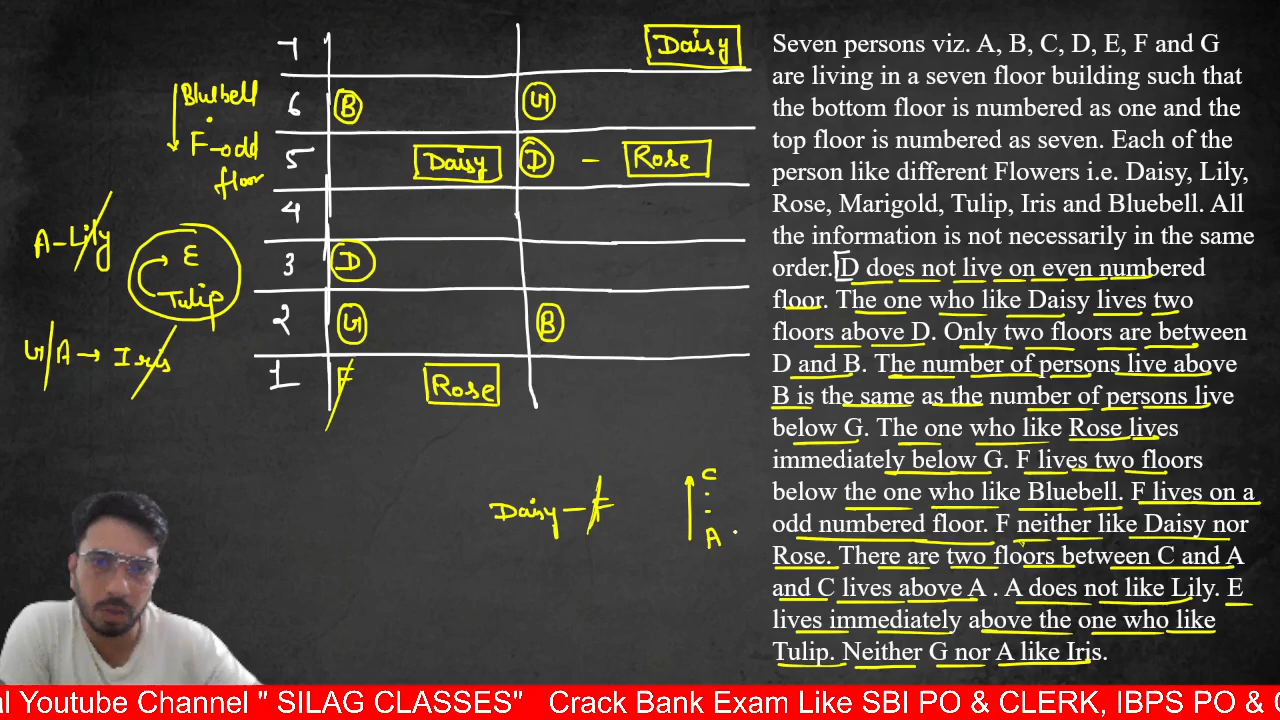 7 Daisy
Bluebell 6 B G
F-odd floor 5 Daisy D - Rose
4
A-Lily
E
Tulip
3 D
2 G B
G/A → Iris
1 F Rose
Daisy - F
C
A
Seven persons viz. A, B, C, D, E, F and G
are living in a seven floor building such that
the bottom floor is numbered as one and the
top floor is numbered as seven. Each of the
person like different Flowers i.e. Daisy, Lily,
Rose, Marigold, Tulip, Iris and Bluebell. All
the information is not necessarily in the same
order. D does not live on even numbered
floor. The one who like Daisy lives two
floors above D. Only two floors are between
D and B. The number of persons live above
B is the same as the number of persons live
below G. The one who like Rose lives
immediately below G. F lives two floors
below the one who like Bluebell. F lives on a
odd numbered floor. F neither like Daisy nor
Rose. There are two floors between C and A
and C lives above A . A does not like Lily. E
lives immediately above the one who like
Tulip. Neither G nor A like Iris.
al Youtube Channel " SILAG CLASSES" Crack Bank Exam Like SBI PO & CLERK, IBPS PO &